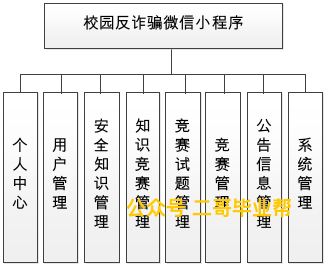 校园反诈骗微信小程序
个人中心
用户管理
安全知识管理
知识竞赛管理
竞赛试题管理
竞赛管理
公告信息管理
系统管理
公众号 二哥毕业帮